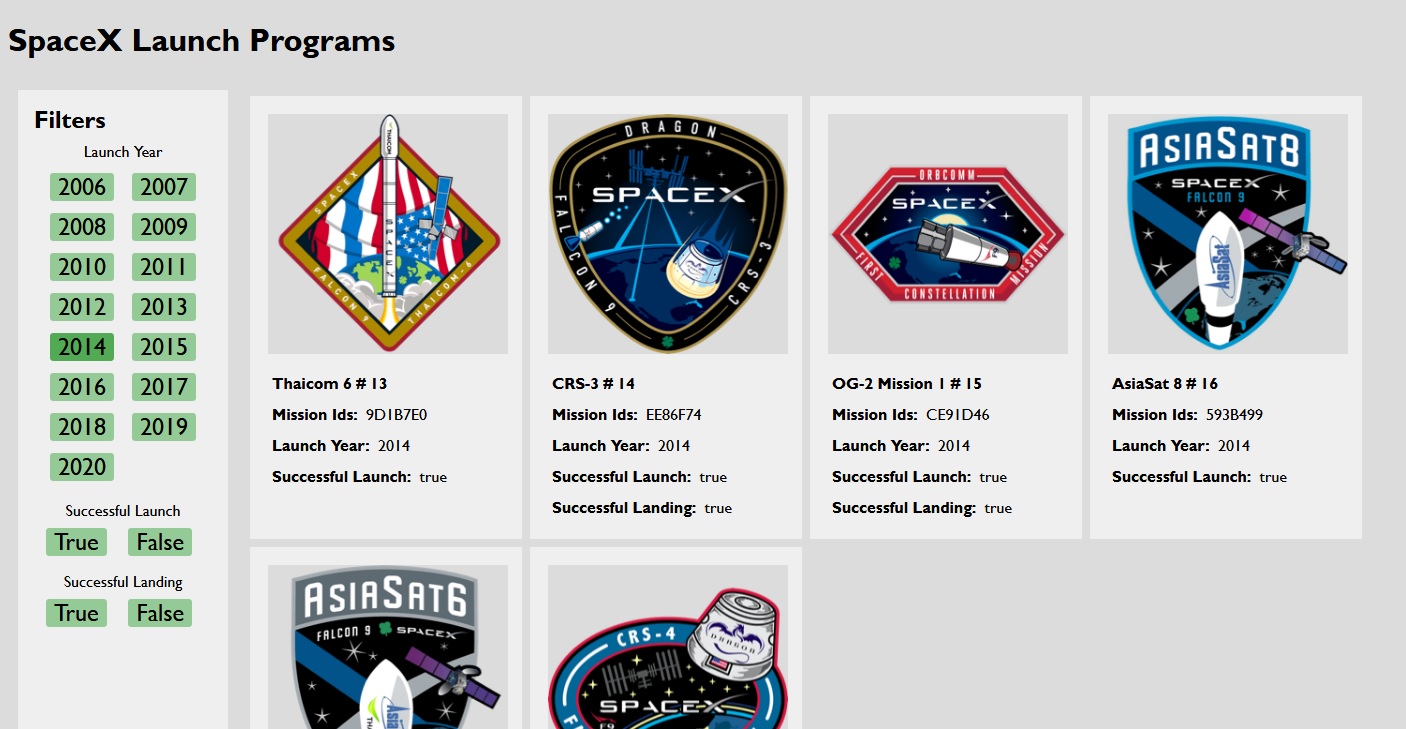 SpaceX Launch Programs
Filters
Launch Year
2006 2007
2008 2009
2010 2011
2012 2013
2014 2015
2016 2017
2018 2019
2020
Successful Launch
True False
Successful Landing
True False
THAICOM
SPACEX
SPACEX
FALCON 9
THAICOM-6
Thaicom 6 # 13
Mission Ids: 9D1B7E0
Launch Year: 2014
Successful Launch: true
DRAGON
SPACEX
FALCON 9
CRS-3
CRS-3 # 14
Mission Ids: EE86F74
Launch Year: 2014
Successful Launch: true
Successful Landing: true
ORBCOMM
SPACEX
FIRST
CONSTELLATION
MISSION
OG-2 Mission 1 # 15
Mission Ids: CE91D46
Launch Year: 2014
Successful Launch: true
Successful Landing: true
ASIASAT8
SPACEX
FALCON 9
AsiaSat
AsiaSat 8 # 16
Mission Ids: 593B499
Launch Year: 2014
Successful Launch: true
ASIASAT6
FALCON 9 SPACEX
CRS-4
DRAGON
SPACEX
F9